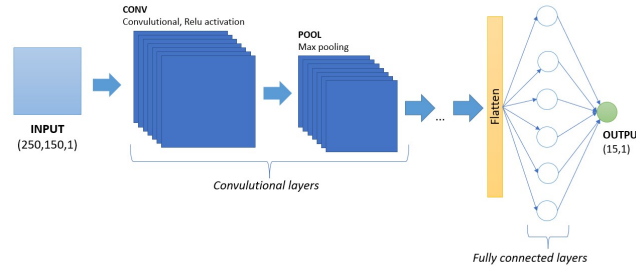 CONV
Convulutional, Relu activation
POOL
Max pooling
INPUT
(250,150,1)
...
Flatten
OUTPUT
(15,1)
Convulutional layers
Fully connected layers